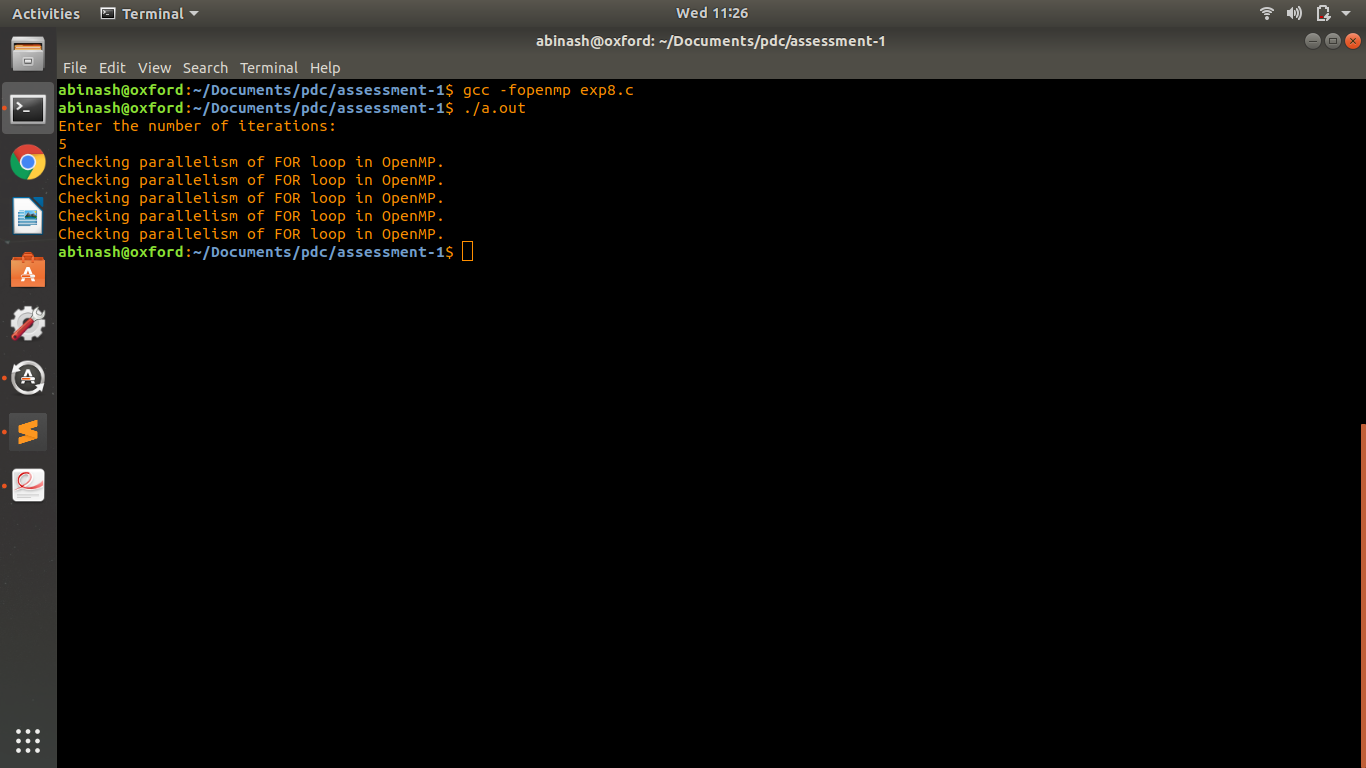 Activities Terminal Wed 11:26
abinash@oxford: ~/Documents/pdc/assessment-1
File Edit View Search Terminal Help
abinash@oxford:~/Documents/pdc/assessment-1$ gcc -fopenmp exp8.c
abinash@oxford:~/Documents/pdc/assessment-1$ ./a.out
Enter the number of iterations:
5
Checking parallelism of FOR loop in OpenMP.
Checking parallelism of FOR loop in OpenMP.
Checking parallelism of FOR loop in OpenMP.
Checking parallelism of FOR loop in OpenMP.
Checking parallelism of FOR loop in OpenMP.
abinash@oxford:~/Documents/pdc/assessment-1$